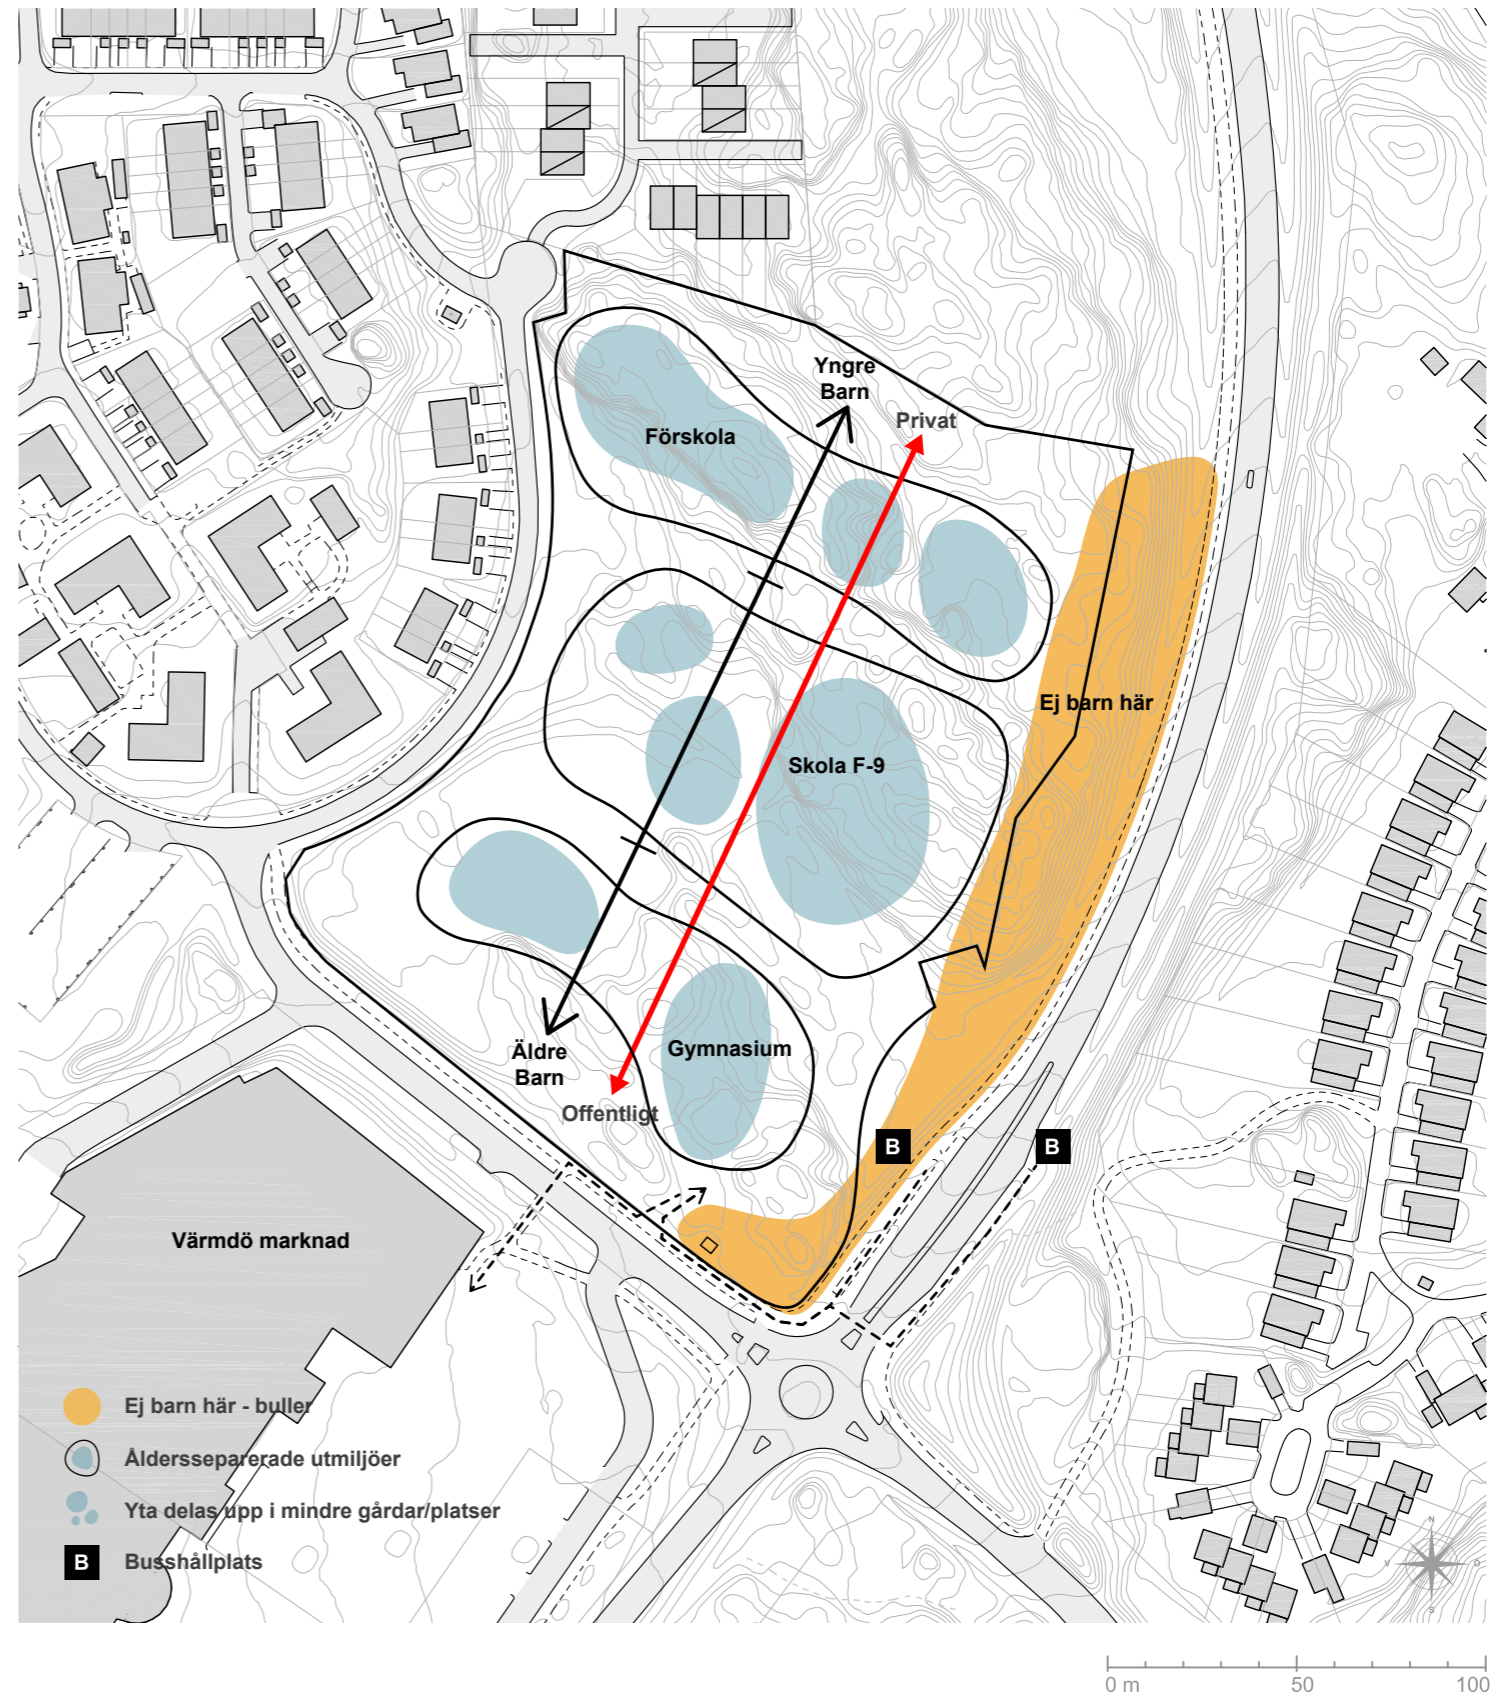 Yngre
Barn
Privat
Förskola
Ej barn här
Skola F-9
Äldre
Barn
Gymnasium
Offentligt
B
B
Värmdö marknad
Ej barn här - buller
Åldersseparerade utmiljöer
Yta delas upp i mindre gårdar/platser
B Busshållplats
N
V
O
S
0 m 50 100